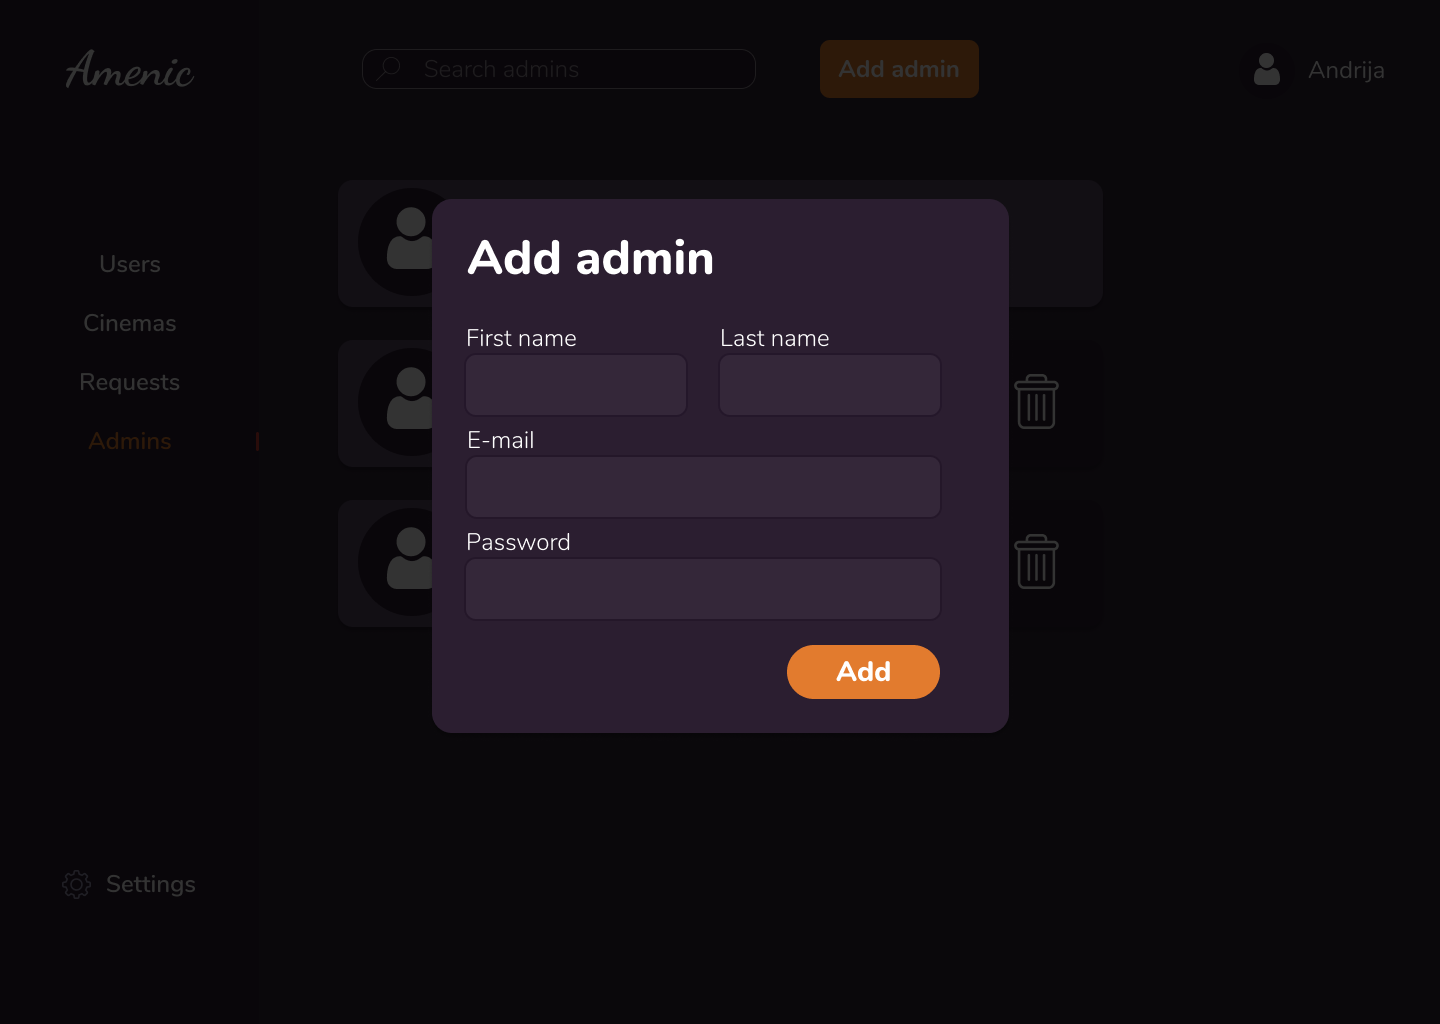 Amenic
Search admins
Add admin
Andrija
Users
Cinemas
Requests
Admins
Settings
Add admin
First name
Last name
E-mail
Password
Add